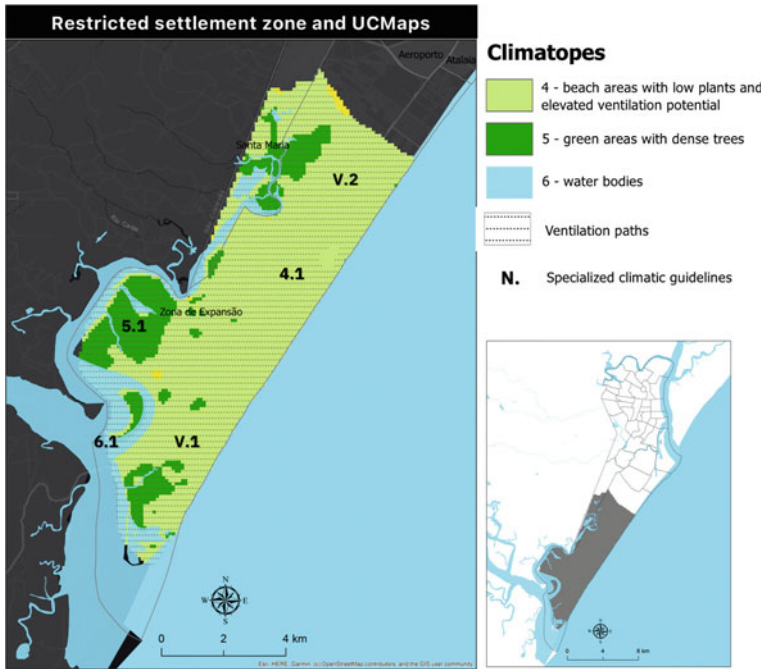 Restricted settlement zone and UCMaps
Aeroporto
Atalaia
Santa Maria
V.2
4.1
Zona de Expansão
5.1
6.1
V.1
N
W E
S
0 2 4 km
Esri, HERE, Garmin, (c) OpenStreetMap contributors, and the GIS user community
Climatopes
4 - beach areas with low plants and
elevated ventilation potential
5 - green areas with dense trees
6 - water bodies
Ventilation paths
N. Specialized climatic guidelines
0 4 8 km